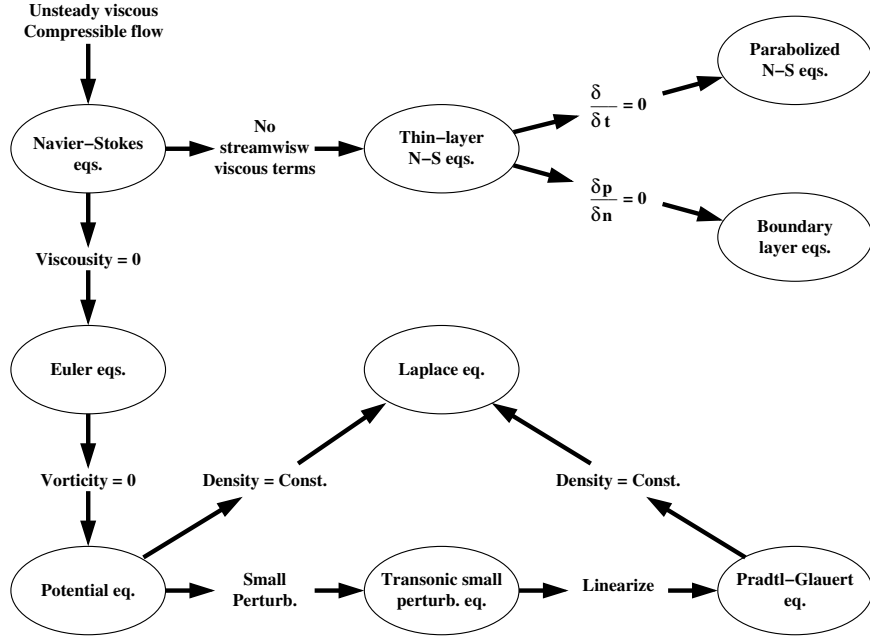 Unsteady viscous
Compressible flow
Navier−Stokes
eqs.
No
streamwisw
viscous terms
Thin−layer
N−S eqs.
δ
δ t
= 0
Parabolized
N−S eqs.
δ p
δ n
= 0
Boundary
layer eqs.
Viscousity = 0
Euler eqs.
Laplace eq.
Vorticity = 0
Density = Const.
Density = Const.
Potential eq.
Small
Perturb.
Transonic small
perturb. eq.
Linearize
Pradtl−Glauert
eq.